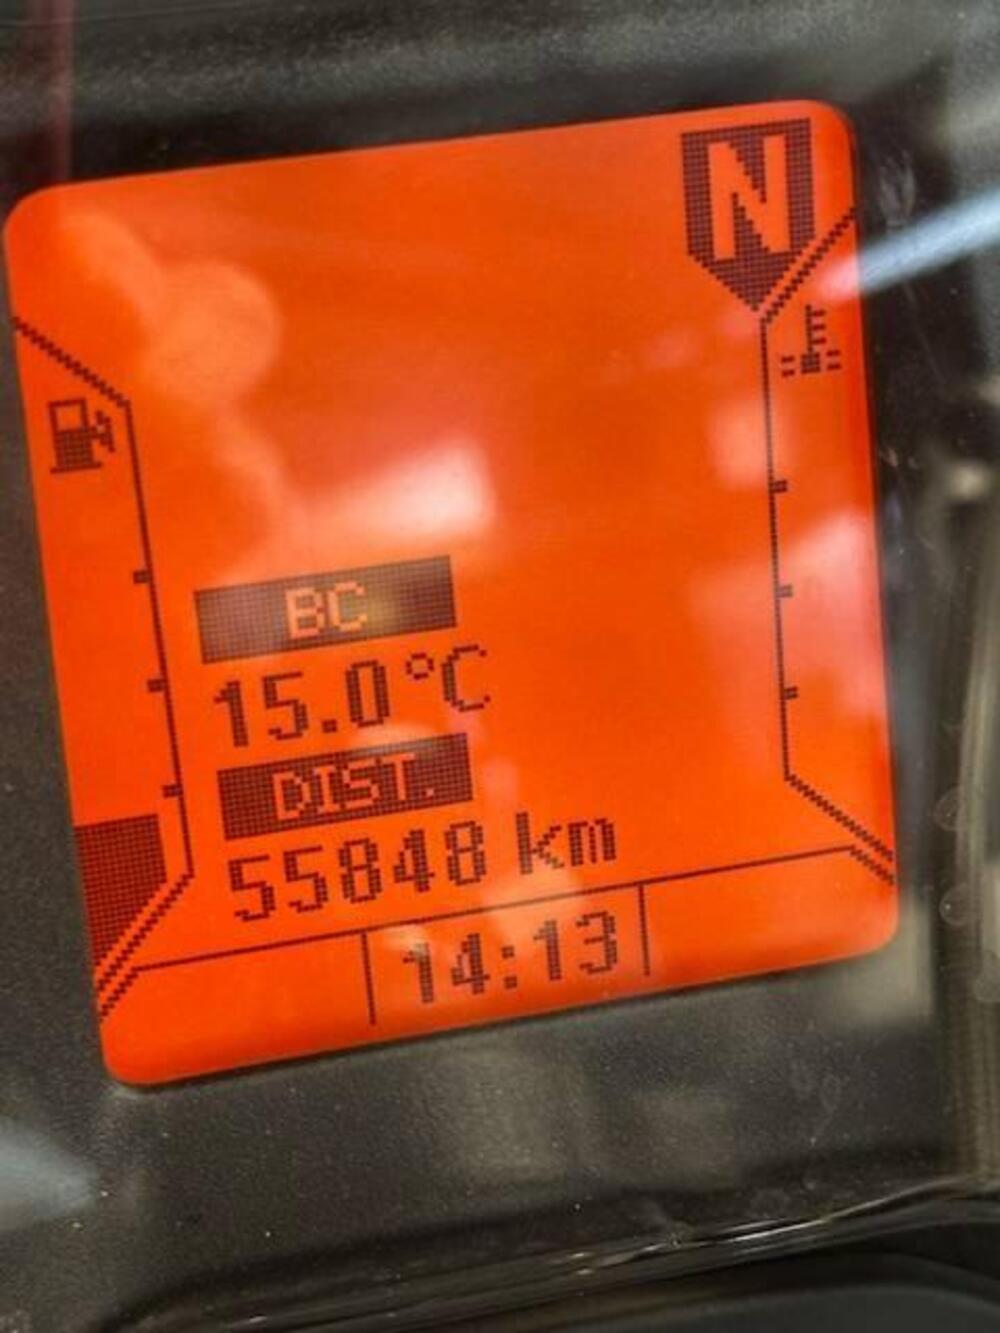 N
BC
15.0°C
DIST.
55848 km
14:13